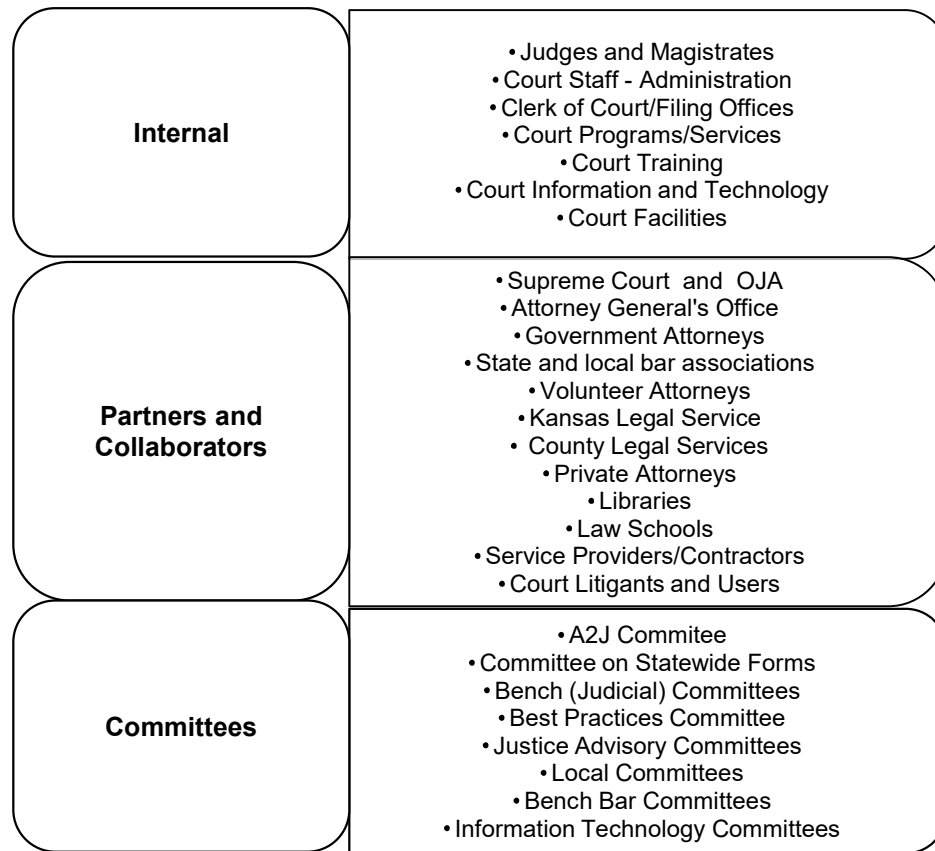 Internal
• Judges and Magistrates
• Court Staff - Administration
• Clerk of Court/Filing Offices
• Court Programs/Services
• Court Training
• Court Information and Technology
• Court Facilities
Partners and
Collaborators
• Supreme Court  and  OJA
• Attorney General's Office
• Government Attorneys
• State and local bar associations
• Volunteer Attorneys
• Kansas Legal Service
• County Legal Services
• Private Attorneys
• Libraries
• Law Schools
• Service Providers/Contractors
• Court Litigants and Users
Committees
• A2J Commitee
• Committee on Statewide Forms
• Bench (Judicial) Committees
• Best Practices Committee
• Justice Advisory Committees
• Local Committees
• Bench Bar Committees
• Information Technology Committees